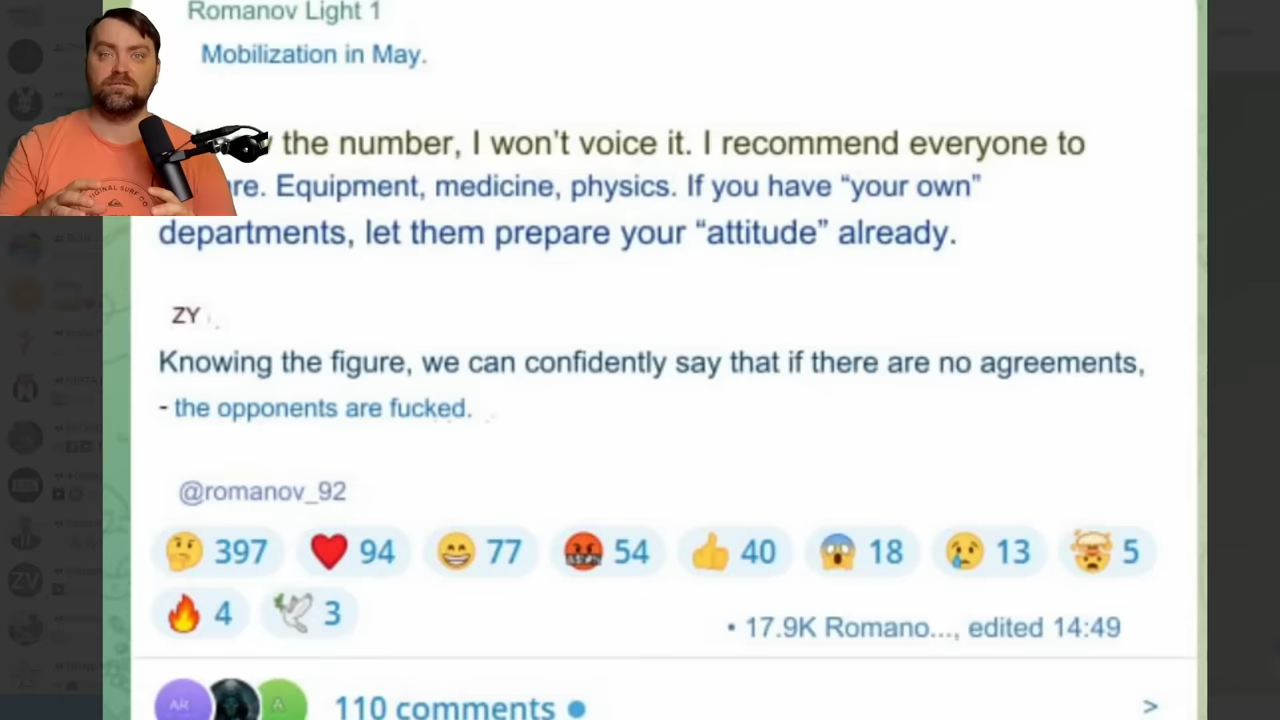 Romanov Light 1
Mobilization in May.
the number, I won't voice it. I recommend everyone to
re. Equipment, medicine, physics. If you have “your own”
departments, let them prepare your “attitude” already.
ZY
Knowing the figure, we can confidently say that if there are no agreements,
- the opponents are fucked.
@romanov_92
397 94 77 54 40 18 13 5
4 3
• 17.9K Romano..., edited 14:49
AR A 110 comments >